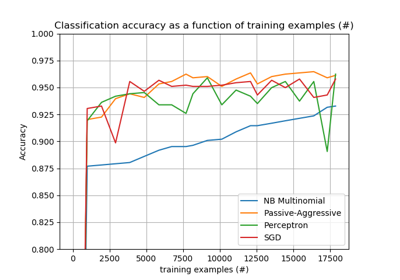 Classification accuracy as a function of training examples (#)
1.000
0.975
0.950
0.925
0.900
0.875
0.850
0.825
0.800
Accuracy
NB Multinomial
Passive-Aggressive
Perceptron
SGD
0 2500 5000 7500 10000 12500 15000 17500
training examples (#)